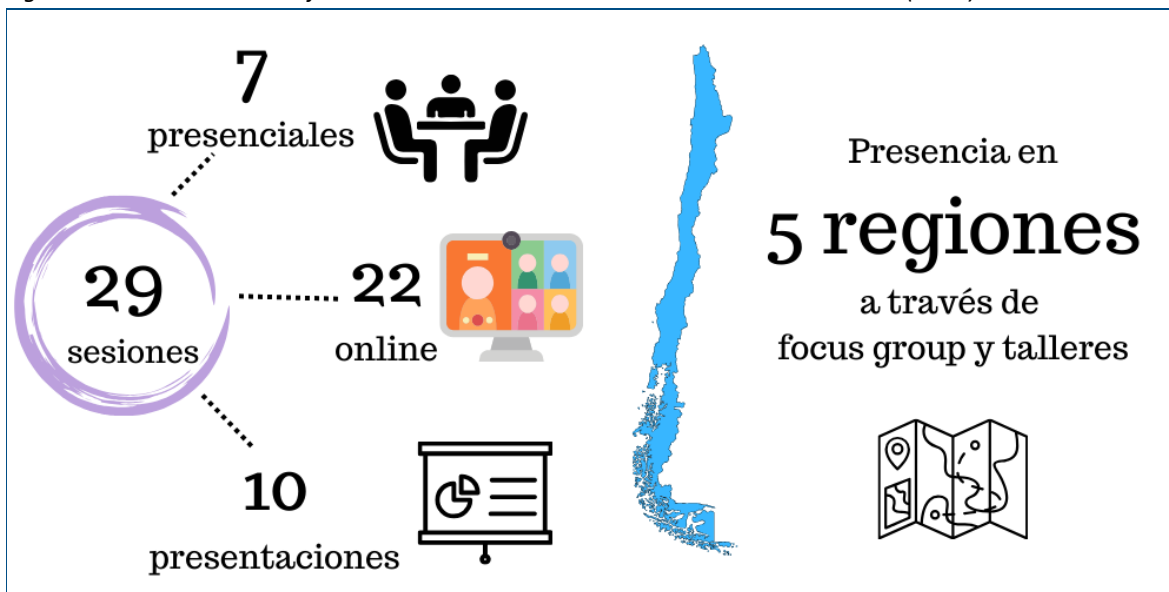 7
presenciales
29
sesiones
22
online
10
presentaciones
Presencia en
5 regiones
a través de
focus group y talleres